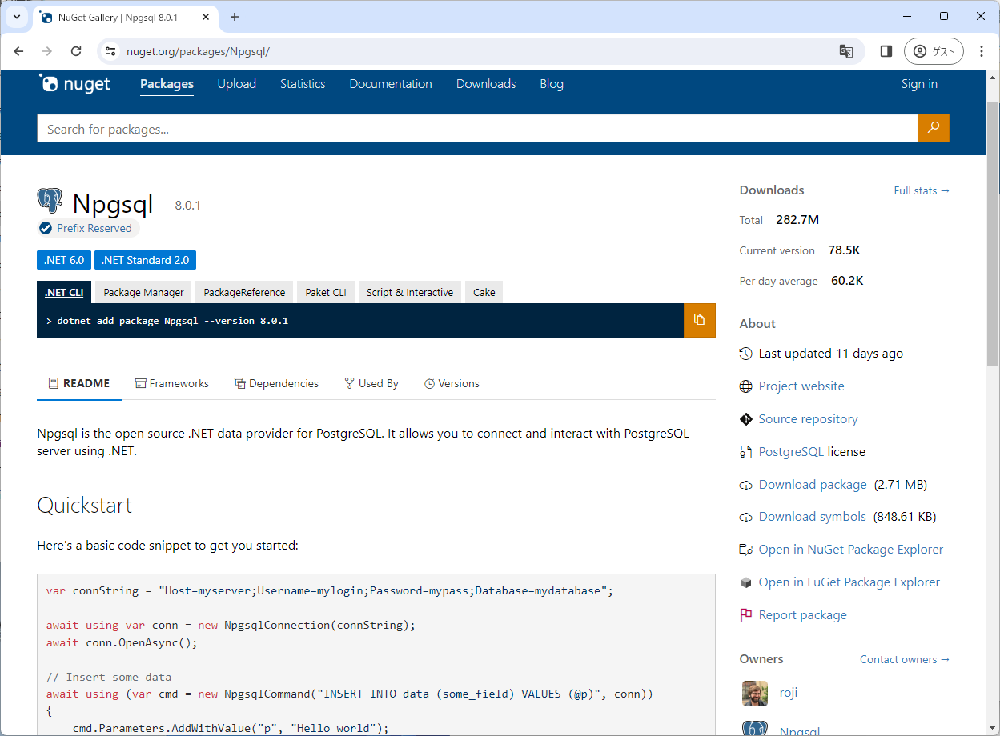 NuGet Gallery | Npgsql 8.0.1
nuget.org/packages/Npgsql/
ゲスト
nuget Packages Upload Statistics Documentation Downloads Blog Sign in
Search for packages...
Npgsql 8.0.1
Prefix Reserved
.NET 6.0 .NET Standard 2.0
.NET CLI Package Manager PackageReference Paket CLI Script & Interactive Cake
> dotnet add package Npgsql --version 8.0.1
README Frameworks Dependencies Used By Versions
Npgsql is the open source .NET data provider for PostgreSQL. It allows you to connect and interact with PostgreSQL
server using .NET.
Quickstart
Here's a basic code snippet to get you started:
var connString = "Host=myserver;Username=mylogin;Password=mypass;Database=mydatabase";
await using var conn = new NpgsqlConnection(connString);
await conn.OpenAsync();
// Insert some data
await using (var cmd = new NpgsqlCommand("INSERT INTO data (some_field) VALUES (@p)", conn))
{
cmd.Parameters.AddWithValue("p", "Hello world");
Downloads Full stats →
Total 282.7M
Current version 78.5K
Per day average 60.2K
About
Last updated 11 days ago
Project website
Source repository
PostgreSQL license
Download package (2.71 MB)
Download symbols (848.61 KB)
Open in NuGet Package Explorer
Open in FuGet Package Explorer
Report package
Owners Contact owners →
roji
Npgsql